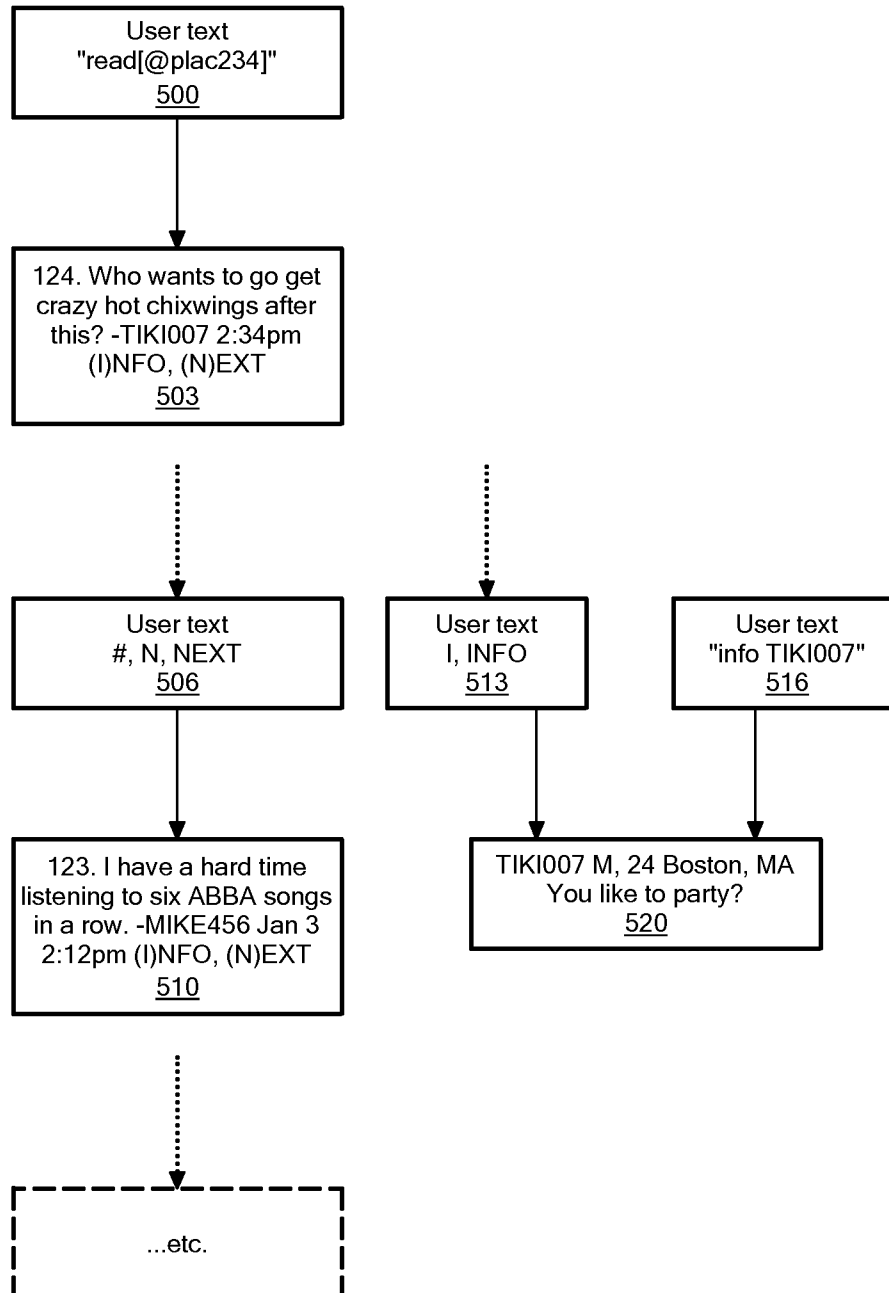 User text
"read[@plac234]"
500
124. Who wants to go get
crazy hot chixwings after
this? -TIKI007 2:34pm
(I)NFO, (N)EXT
503
User text
#, N, NEXT
506
User text
I, INFO
513
User text
"info TIKI007"
516
123. I have a hard time
listening to six ABBA songs
in a row. -MIKE456 Jan 3
2:12pm (I)NFO, (N)EXT
510
TIKI007 M, 24 Boston, MA
You like to party?
520
...etc.